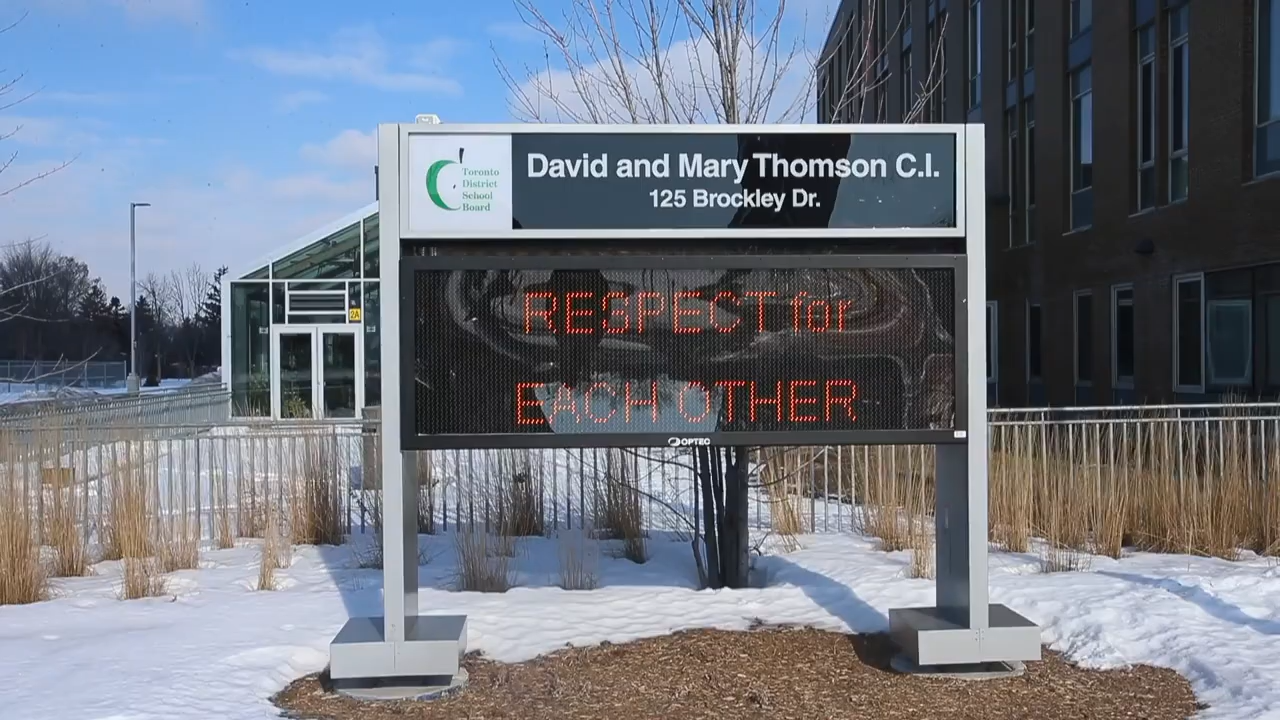 Toronto
District
School
Board
David and Mary Thomson C.I.
125 Brockley Dr.
2A
RESPECT for
EACH OTHER
OPTEC